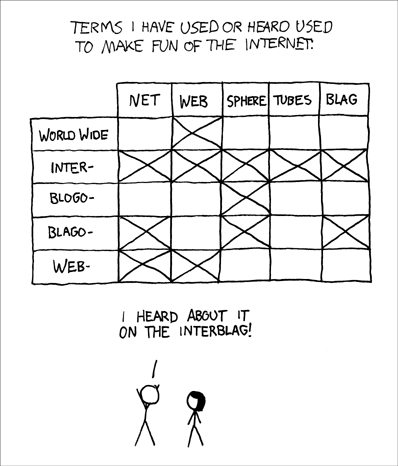 TERMS I HAVE USED OR HEARD USED
TO MAKE FUN OF THE INTERNET:
NET WEB SPHERE TUBES BLAG
WORLD WIDE
INTER-
BLOGO-
BLAGO-
WEB-
I HEARD ABOUT IT
ON THE INTERBLAG!